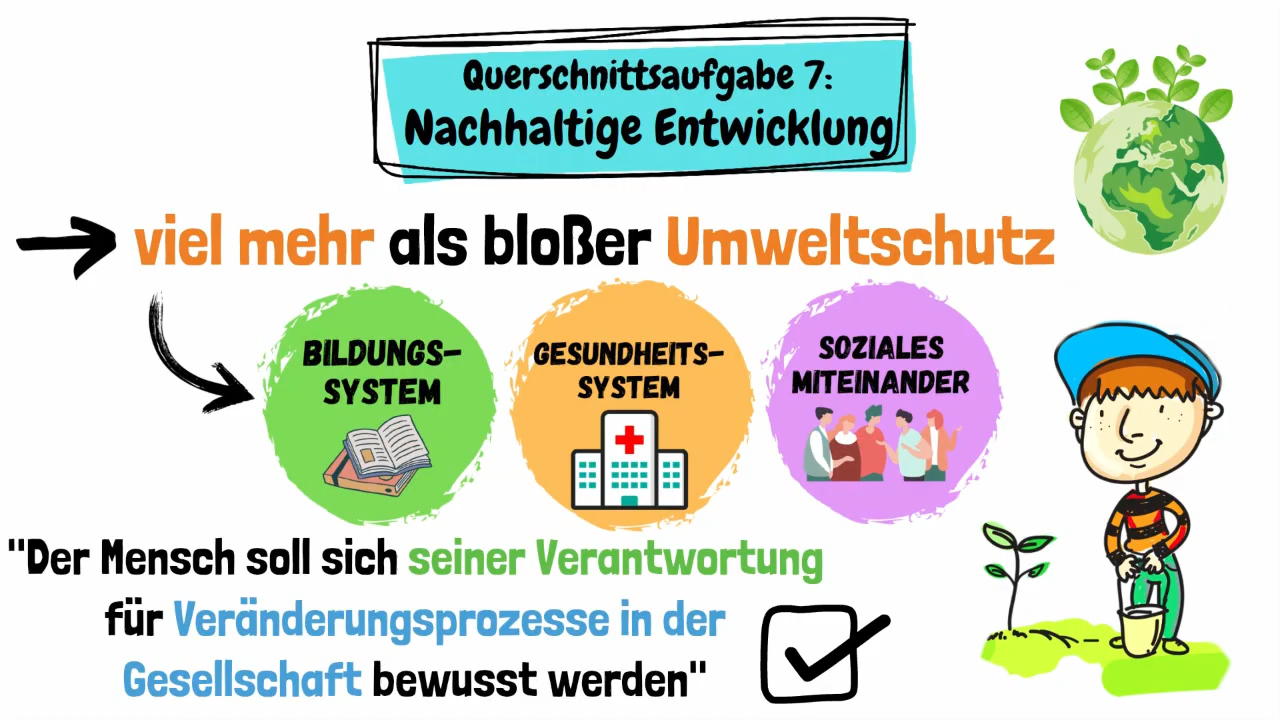 Querschnittsaufgabe 7:
Nachhaltige Entwicklung
viel mehr als bloßer Umweltschutz
BILDUNGS-
SYSTEM
GESUNDHEITS-
SYSTEM
SOZIALES
MITEINANDER
"Der Mensch soll sich seiner Verantwortung
für Veränderungsprozesse in der
Gesellschaft bewusst werden"